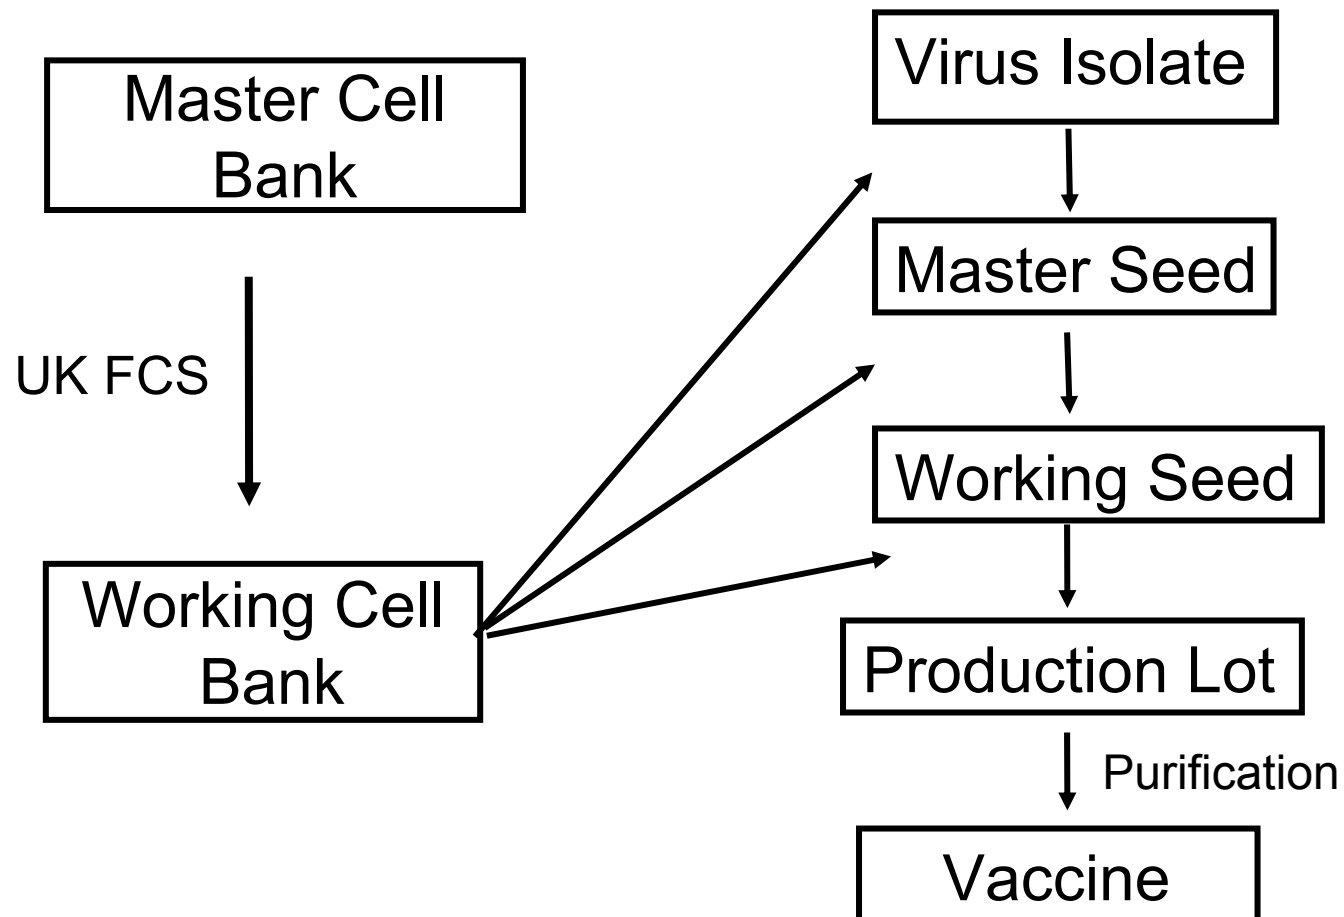 Master Cell
Bank
UK FCS
Working Cell
Bank
Virus Isolate
Master Seed
Working Seed
Production Lot
Purification
Vaccine